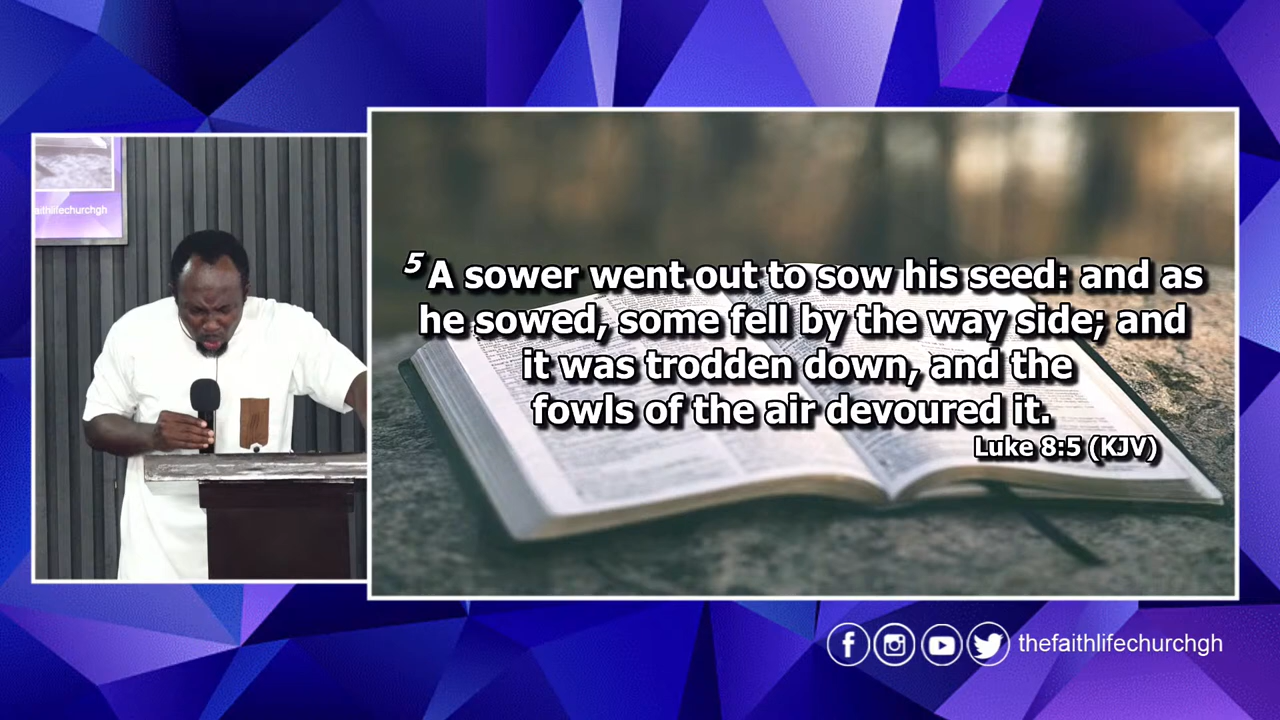 aithlifechurchgh
5 A sower went out to sow his seed: and as
he sowed, some fell by the way side; and
it was trodden down, and the
fowls of the air devoured it.
Luke 8:5 (KJV)
thefaithlifechurchgh